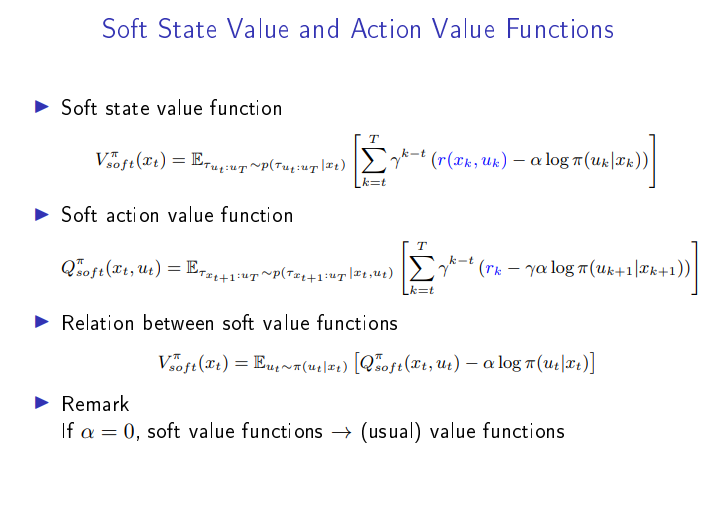 Soft State Value and Action Value Functions
▶ Soft state value function
$V^{\pi}_{soft}(x_t) = \mathbb{E}_{\tau_{u_t:u_T} \sim p(\tau_{u_t:u_T}|x_t)} \left[ \sum_{k=t}^{T} \gamma^{k-t} \left( r(x_k, u_k) - \alpha \log \pi(u_k|x_k) \right) \right]$
▶ Soft action value function
$Q^{\pi}_{soft}(x_t, u_t) = \mathbb{E}_{\tau_{x_{t+1}:u_T} \sim p(\tau_{x_{t+1}:u_T}|x_t,u_t)} \left[ \sum_{k=t}^{T} \gamma^{k-t} \left( r_k - \gamma\alpha \log \pi(u_{k+1}|x_{k+1}) \right) \right]$
▶ Relation between soft value functions
$V^{\pi}_{soft}(x_t) = \mathbb{E}_{u_t \sim \pi(u_t|x_t)} \left[ Q^{\pi}_{soft}(x_t, u_t) - \alpha \log \pi(u_t|x_t) \right]$
▶ Remark
If $\alpha = 0$, soft value functions → (usual) value functions